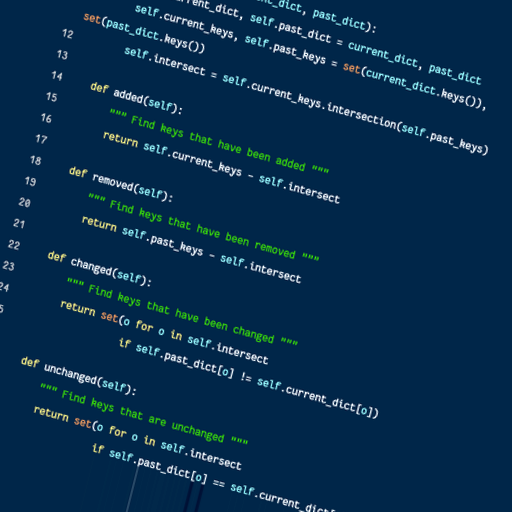 current_dict, past_dict):
self.past_dict = current_dict, past_dict
self.current_keys, self.past_keys = set(current_dict.keys()),
set(past_dict.keys())
12
self.intersect = self.current_keys.intersection(self.past_keys)
13
14
def added(self):
15
""" Find keys that have been added """
16
return self.current_keys - self.intersect
17
18
def removed(self):
19
""" Find keys that have been removed """
20
return self.past_keys - self.intersect
21
22
def changed(self):
23
""" Find keys that have been changed """
return set(o for o in self.intersect
if self.past_dict[o] != self.current_dict[o])
def unchanged(self):
""" Find keys that are unchanged """
return set(o for o in self.intersect
if self.past_dict[o] == self.current_dict[